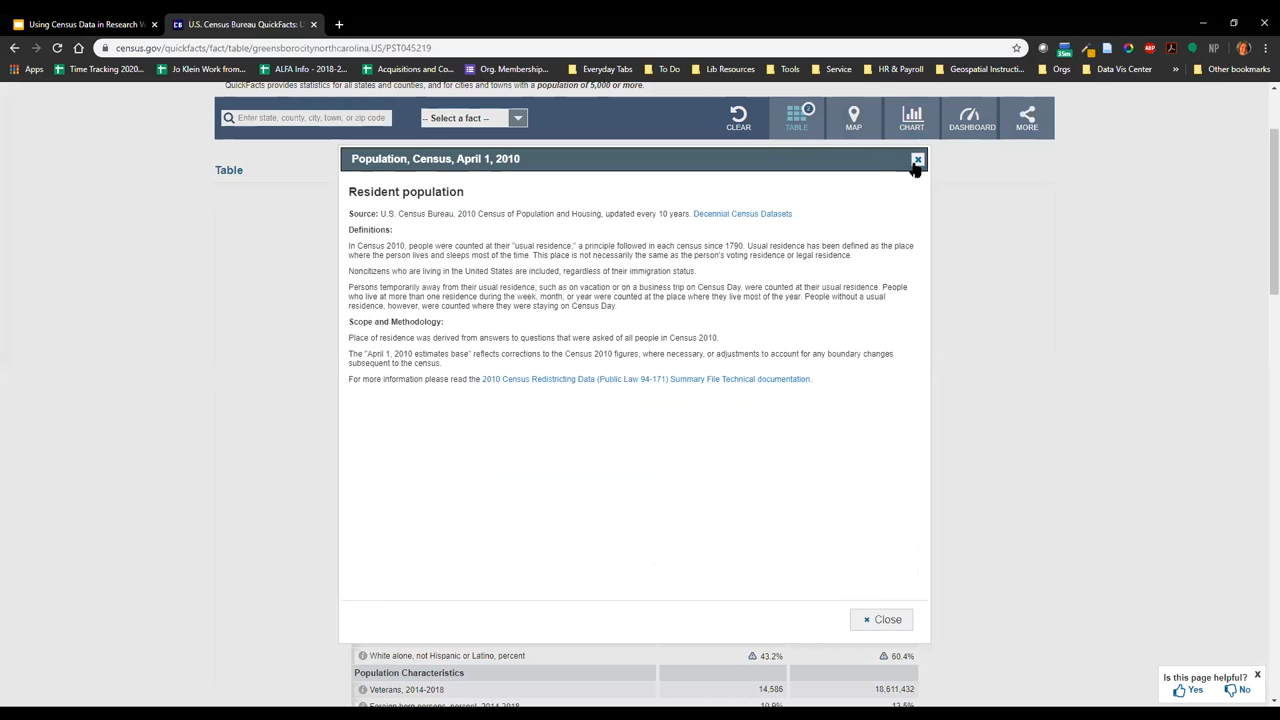 Using Census Data in Research W
U.S. Census Bureau QuickFacts: U
census.gov/quickfacts/fact/table/greensborocitynorthcarolina,US/PST045219
Apps
Time Tracking 2020...
Jo Klein Work from...
ALFA Info - 2018-2...
Acquisitions and Co...
Org. Membership...
Everyday Tabs
To Do
Lib Resources
Tools
Service
HR & Payroll
Geospatial Instructi...
Orgs
Data Vis Center
»
Other bookmarks
QuickFacts provides statistics for all states and counties, and for cities and towns with a population of 5,000 or more.
Enter state, county, city, town, or zip code
-- Select a fact --
CLEAR
2
TABLE
MAP
CHART
DASHBOARD
MORE
Table
Population, Census, April 1, 2010
Resident population
Source: U.S. Census Bureau, 2010 Census of Population and Housing, updated every 10 years. Decennial Census Datasets
Definitions:
In Census 2010, people were counted at their "usual residence," a principle followed in each census since 1790. Usual residence has been defined as the place
where the person lives and sleeps most of the time. This place is not necessarily the same as the person's voting residence or legal residence.
Noncitizens who are living in the United States are included, regardless of their immigration status.
Persons temporarily away from their usual residence, such as on vacation or on a business trip on Census Day, were counted at their usual residence. People
who live at more than one residence during the week, month, or year were counted at the place where they live most of the year. People without a usual
residence, however, were counted where they were staying on Census Day.
Scope and Methodology:
Place of residence was derived from answers to questions that were asked of all people in Census 2010.
The "April 1, 2010 estimates base" reflects corrections to the Census 2010 figures, where necessary, or adjustments to account for any boundary changes
subsequent to the census.
For more information please read the 2010 Census Redistricting Data (Public Law 94-171) Summary File Technical documentation.
Close
White alone, not Hispanic or Latino, percent 43.2% 60.4%
Population Characteristics
Veterans, 2014-2018 14,586 18,611,432
Foreign born persons, percent, 2014-2018 10.9% 13.5%
Is this page helpful? X
Yes No